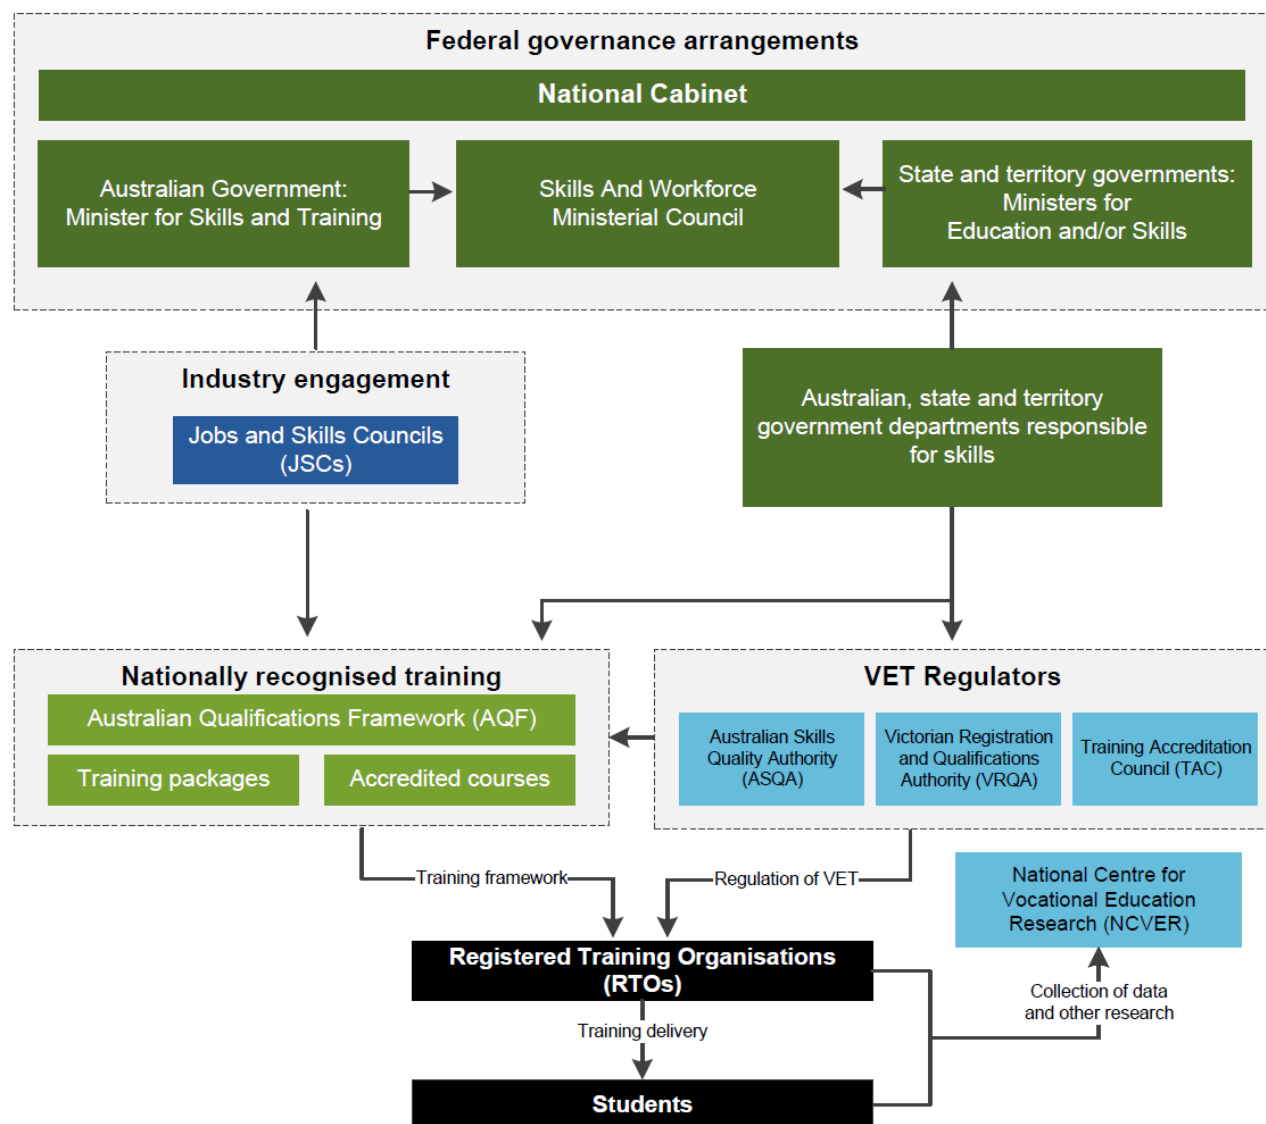 Federal governance arrangements
National Cabinet
Australian Government:
Minister for Skills and Training
Skills And Workforce
Ministerial Council
State and territory governments:
Ministers for
Education and/or Skills
Industry engagement
Jobs and Skills Councils
(JSCs)
Australian, state and territory
government departments responsible
for skills
Nationally recognised training
Australian Qualifications Framework (AQF)
Training packages
Accredited courses
VET Regulators
Australian Skills
Quality Authority
(ASQA)
Victorian Registration
and Qualifications
Authority (VRQA)
Training Accreditation
Council (TAC)
Training framework
Regulation of VET
National Centre for
Vocational Education
Research (NCVER)
Registered Training Organisations
(RTOs)
Collection of data
and other research
Training delivery
Students